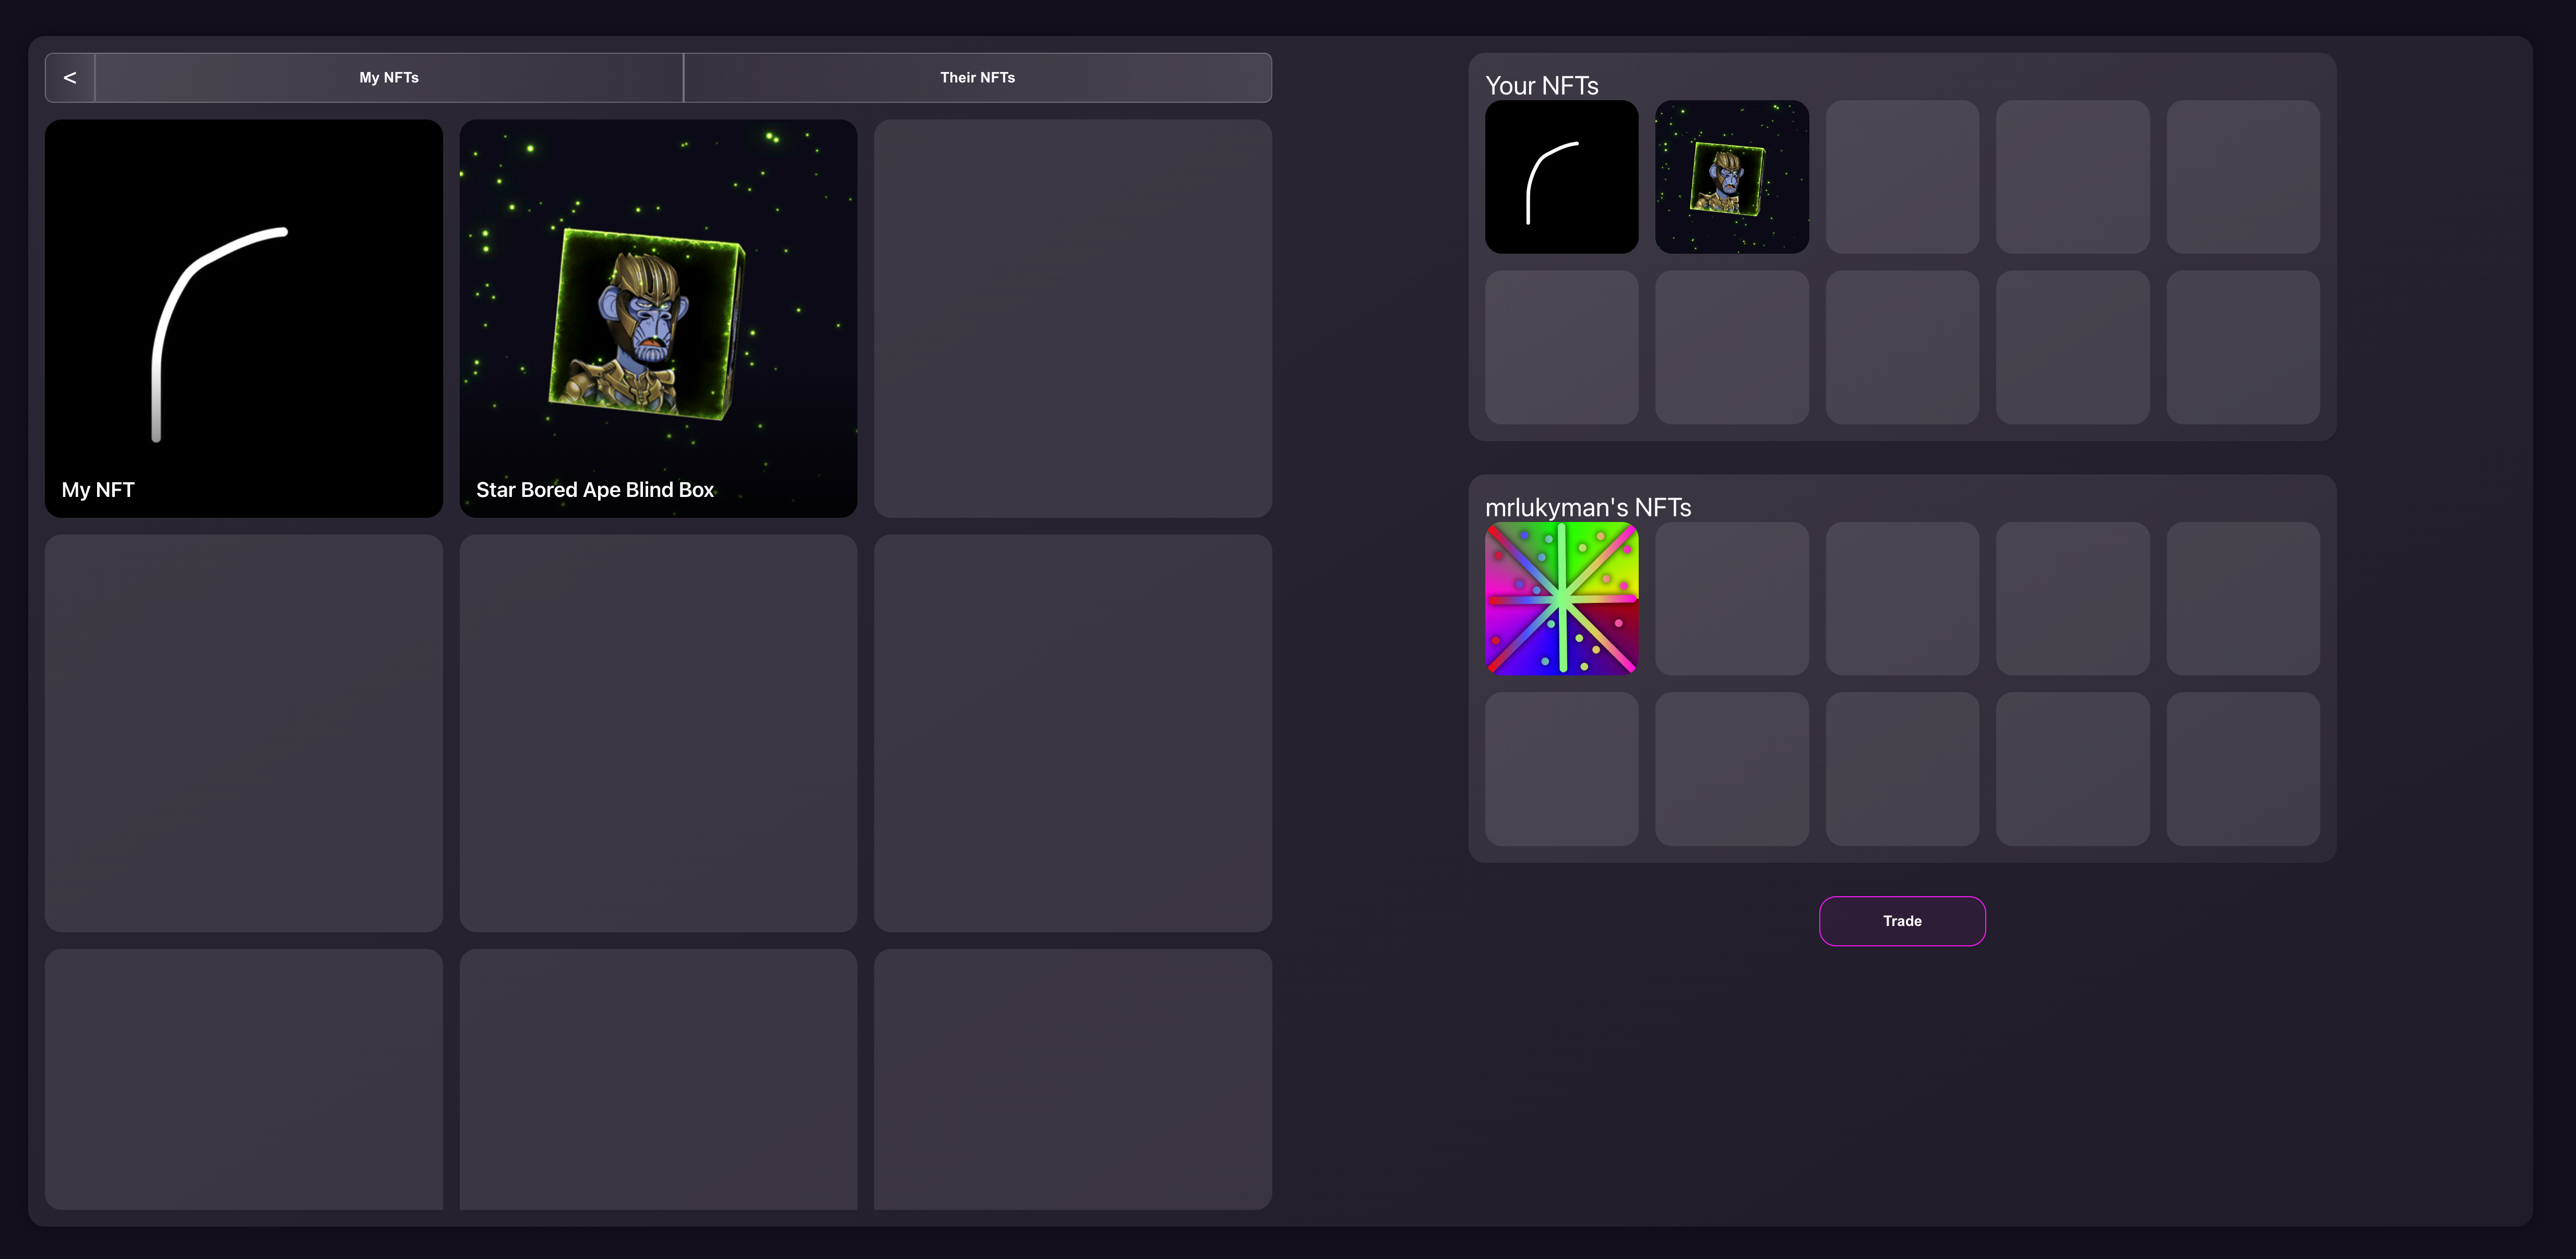 <
My NFTs
Their NFTs
My NFT
Star Bored Ape Blind Box
Your NFTs
mrlukyman's NFTs
Trade